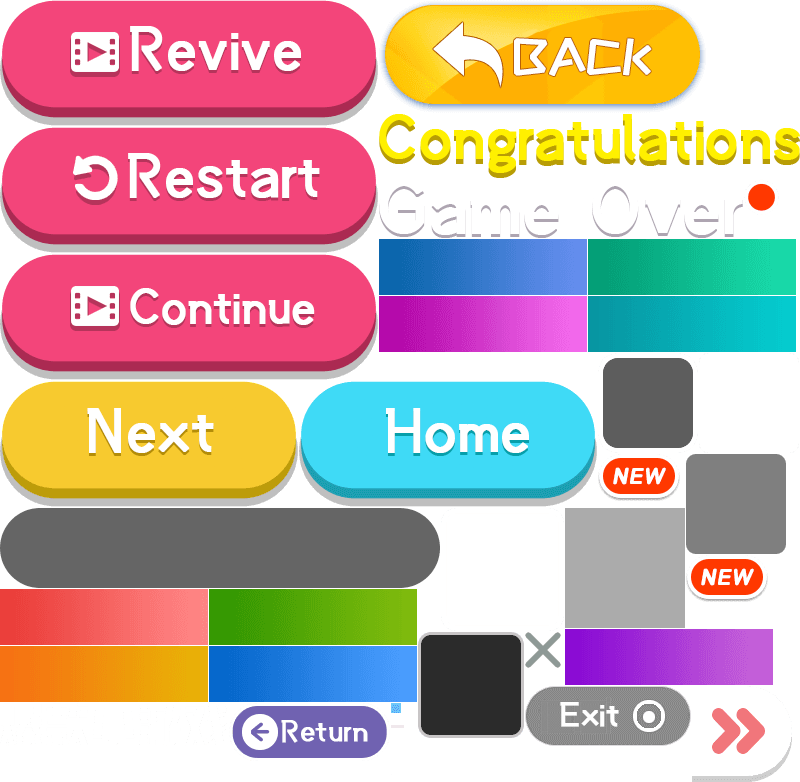 Revive
BACK
Congratulations
Restart
Game Over
Continue
Next
Home
NEW
NEW
Exit
Return